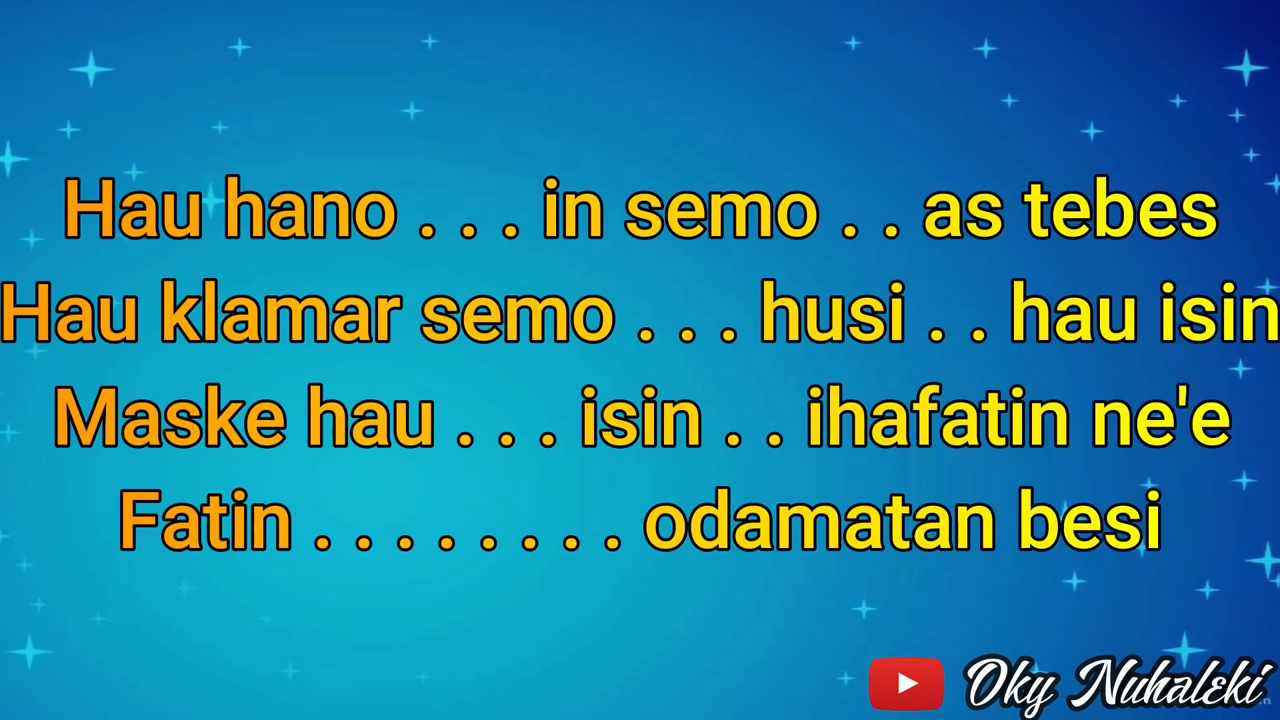 Hau hano . . . in semo . . as tebes
Hau klamar semo . . . husi . . hau isin
Maske hau . . . isin . . ihafatin ne'e
Fatin . . . . . . . . odamatan besi
Oky Nuhaleki